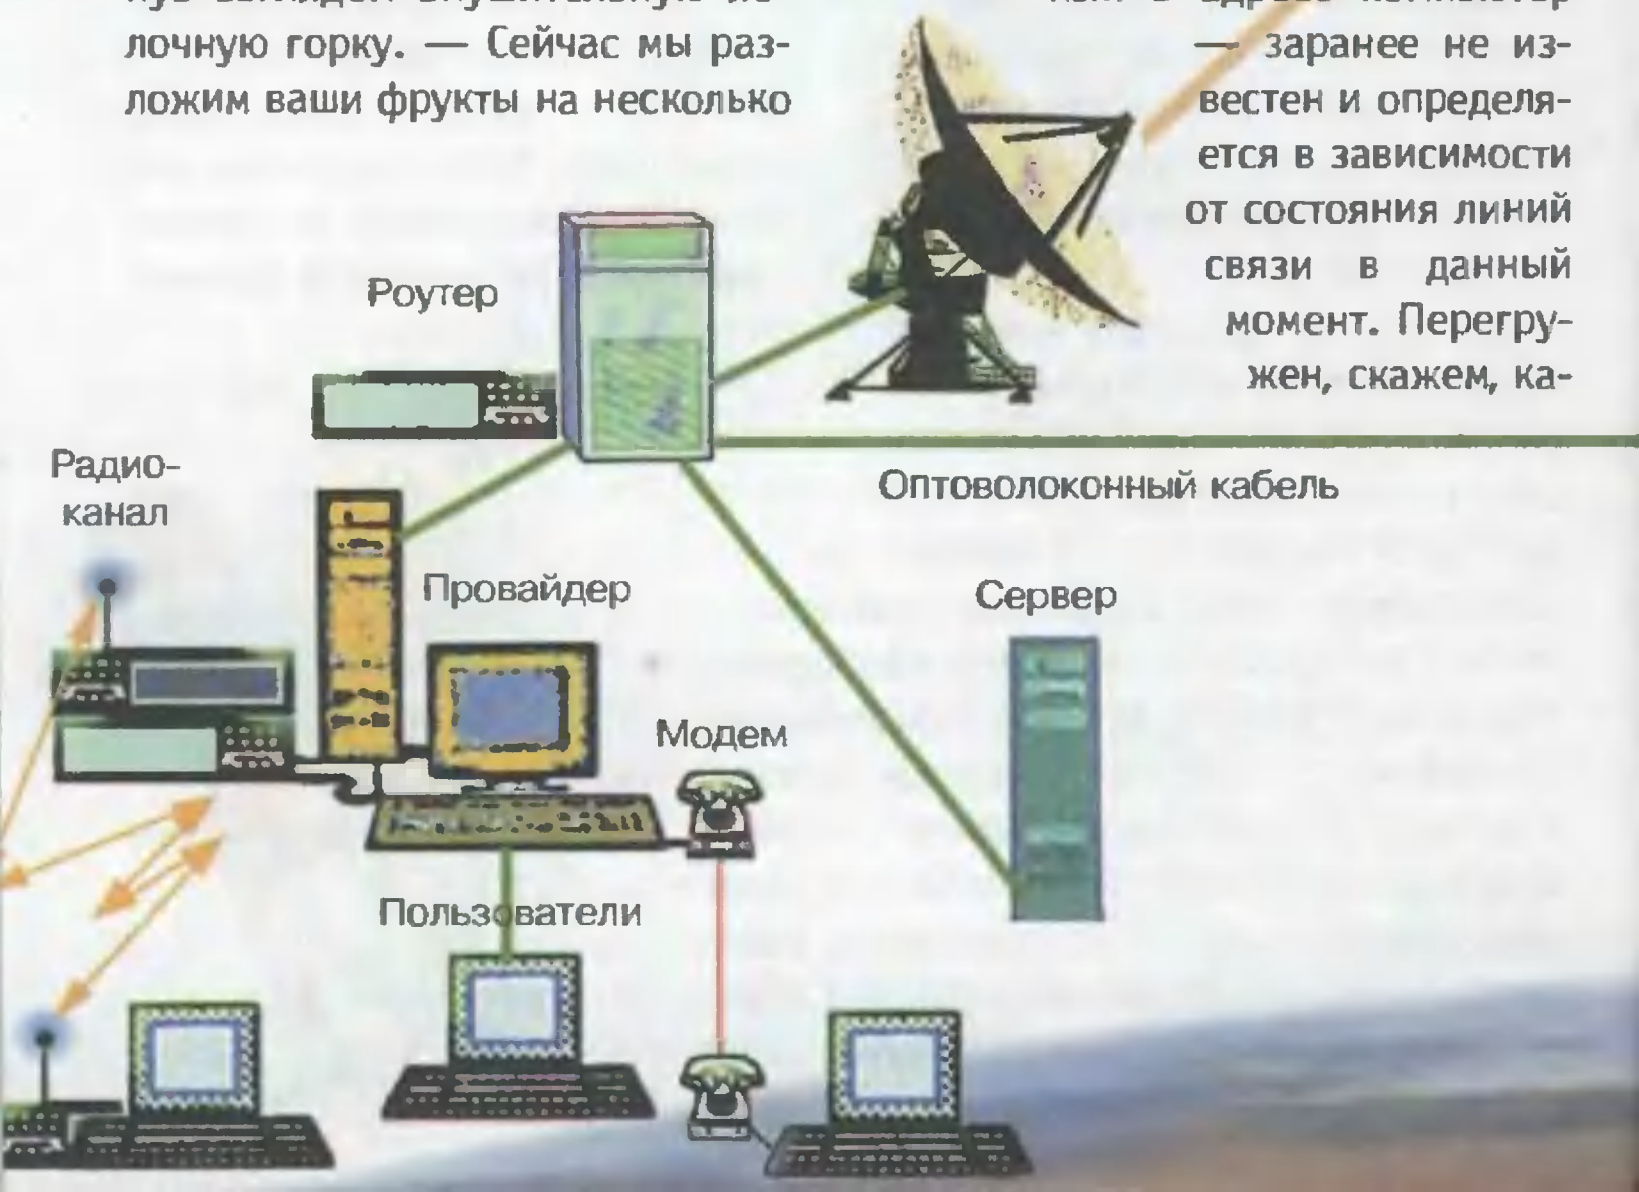 лочную горку. — Сейчас мы раз-
ложим ваши фрукты на несколько
— заранее не из-
вестен и определя-
ется в зависимости
от состояния линий
связи в данный
момент. Перегру-
жен, скажем, ка-
Роутер
Радио-
канал
Оптоволоконный кабель
Провайдер
Сервер
Модем
Пользователи